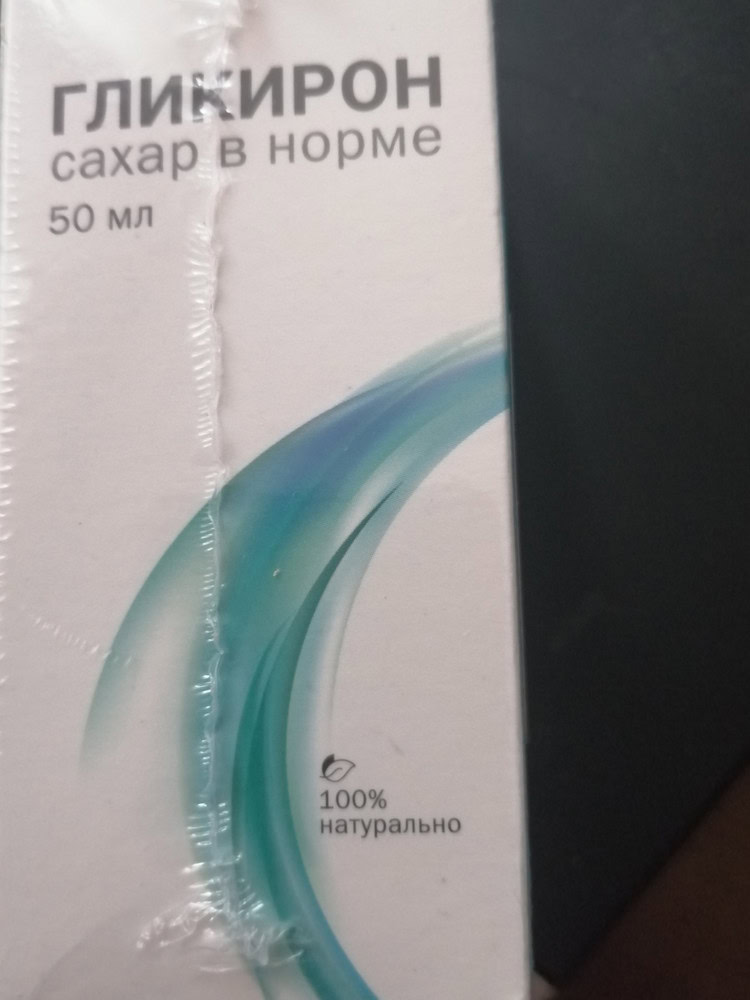 ГЛИКИРОН
сахар в норме
50 мл
100%
натурально